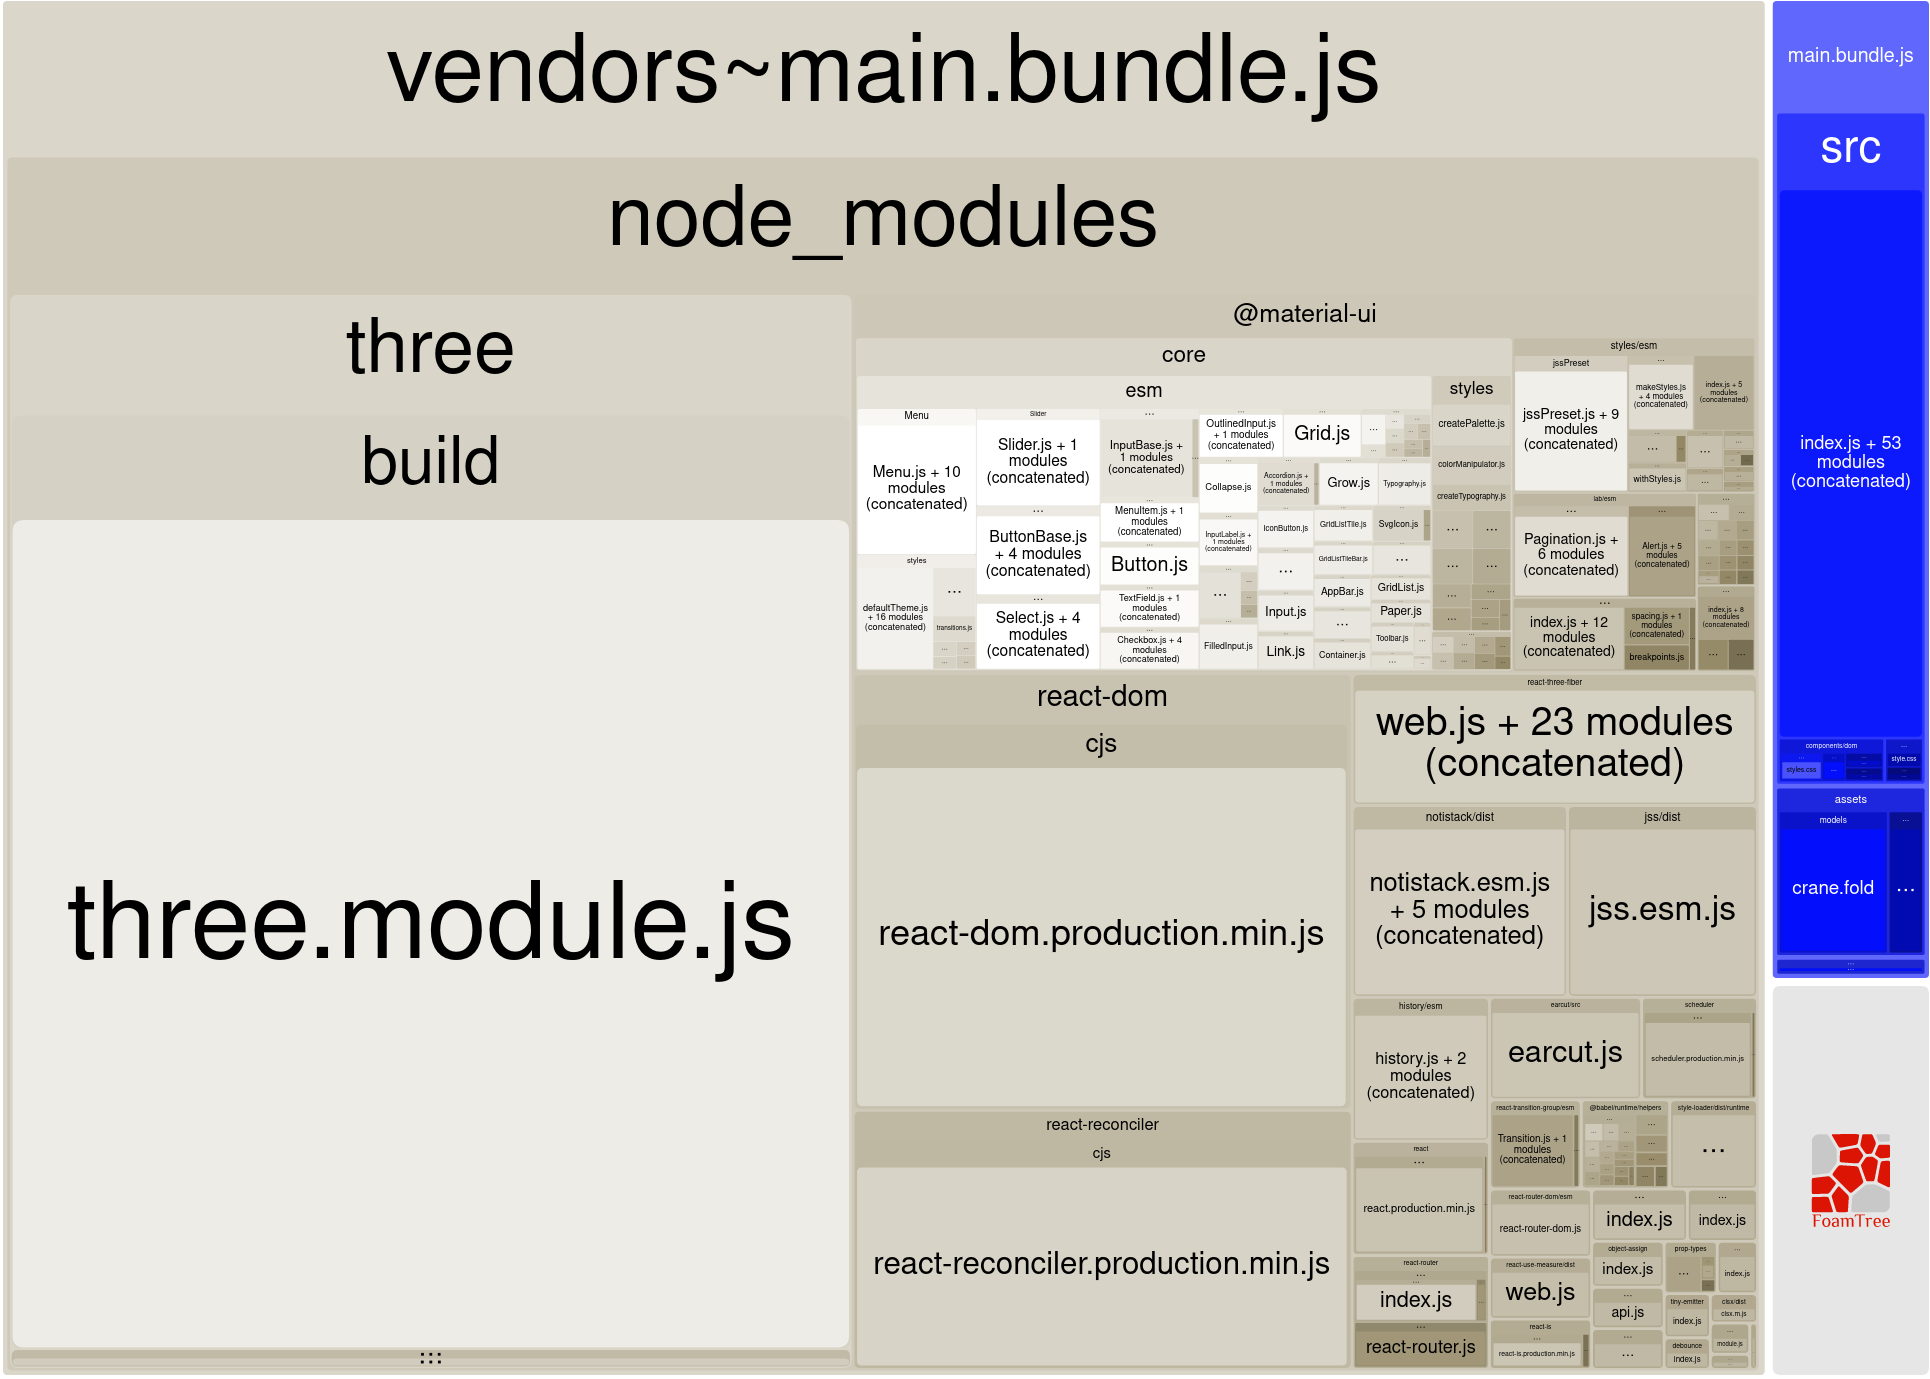 vendors~main.bundle.js
node_modules
three
build
three.module.js
@material-ui
core
esm
Menu
Menu.js + 10
modules
(concatenated)
styles
defaultTheme.js
+ 16 modules
(concatenated)
...
transitions.js
Slider
Slider.js + 1
modules
(concatenated)
...
ButtonBase.js
+ 4 modules
(concatenated)
...
Select.js + 4
modules
(concatenated)
...
InputBase.js +
1 modules
(concatenated)
...
MenuItem.js + 1
modules
(concatenated)
Button.js
TextField.js + 1
modules
(concatenated)
Checkbox.js + 4
modules
(concatenated)
OutlinedInput.js
+ 1 modules
(concatenated)
Grid.js
...
Collapse.js
Accordion.js +
1 modules
(concatenated)
Grow.js
Typography.js
InputLabel.js +
1 modules
(concatenated)
IconButton.js
GridListTile.js
SvgIcon.js
...
GridListTileBar.js
...
...
AppBar.js
GridList.js
Input.js
Paper.js
...
FilledInput.js
Link.js
Container.js
Toolbar.js
...
styles
createPalette.js
colorManipulator.js
createTypography.js
...
styles/esm
jssPreset
jssPreset.js + 9
modules
(concatenated)
...
makeStyles.js
+ 4 modules
(concatenated)
index.js + 5
modules
(concatenated)
...
withStyles.js
...
lab/esm
...
Pagination.js +
6 modules
(concatenated)
...
Alert.js + 5
modules
(concatenated)
...
index.js + 12
modules
(concatenated)
spacing.js + 1
modules
(concatenated)
breakpoints.js
...
index.js + 8
modules
(concatenated)
...
react-dom
cjs
react-dom.production.min.js
react-reconciler
cjs
react-reconciler.production.min.js
react-three-fiber
web.js + 23 modules
(concatenated)
notistack/dist
notistack.esm.js
+ 5 modules
(concatenated)
jss/dist
jss.esm.js
history/esm
history.js + 2
modules
(concatenated)
earcut/src
earcut.js
scheduler
...
scheduler.production.min.js
react-transition-group/esm
Transition.js + 1
modules
(concatenated)
@babel/runtime/helpers
...
style-loader/dist/runtime
...
react
...
react.production.min.js
react-router-dom/esm
react-router-dom.js
...
index.js
...
index.js
react-router
...
index.js
...
react-router.js
react-use-measure/dist
web.js
react-is
...
react-is.production.min.js
object-assign
index.js
prop-types
...
...
index.js
...
api.js
tiny-emitter
index.js
clsx/dist
clsx.m.js
...
...
debounce
index.js
...
module.js
main.bundle.js
src
index.js + 53
modules
(concatenated)
components/dom
...
styles.css
...
style.css
assets
models
crane.fold
...
...
FoamTree